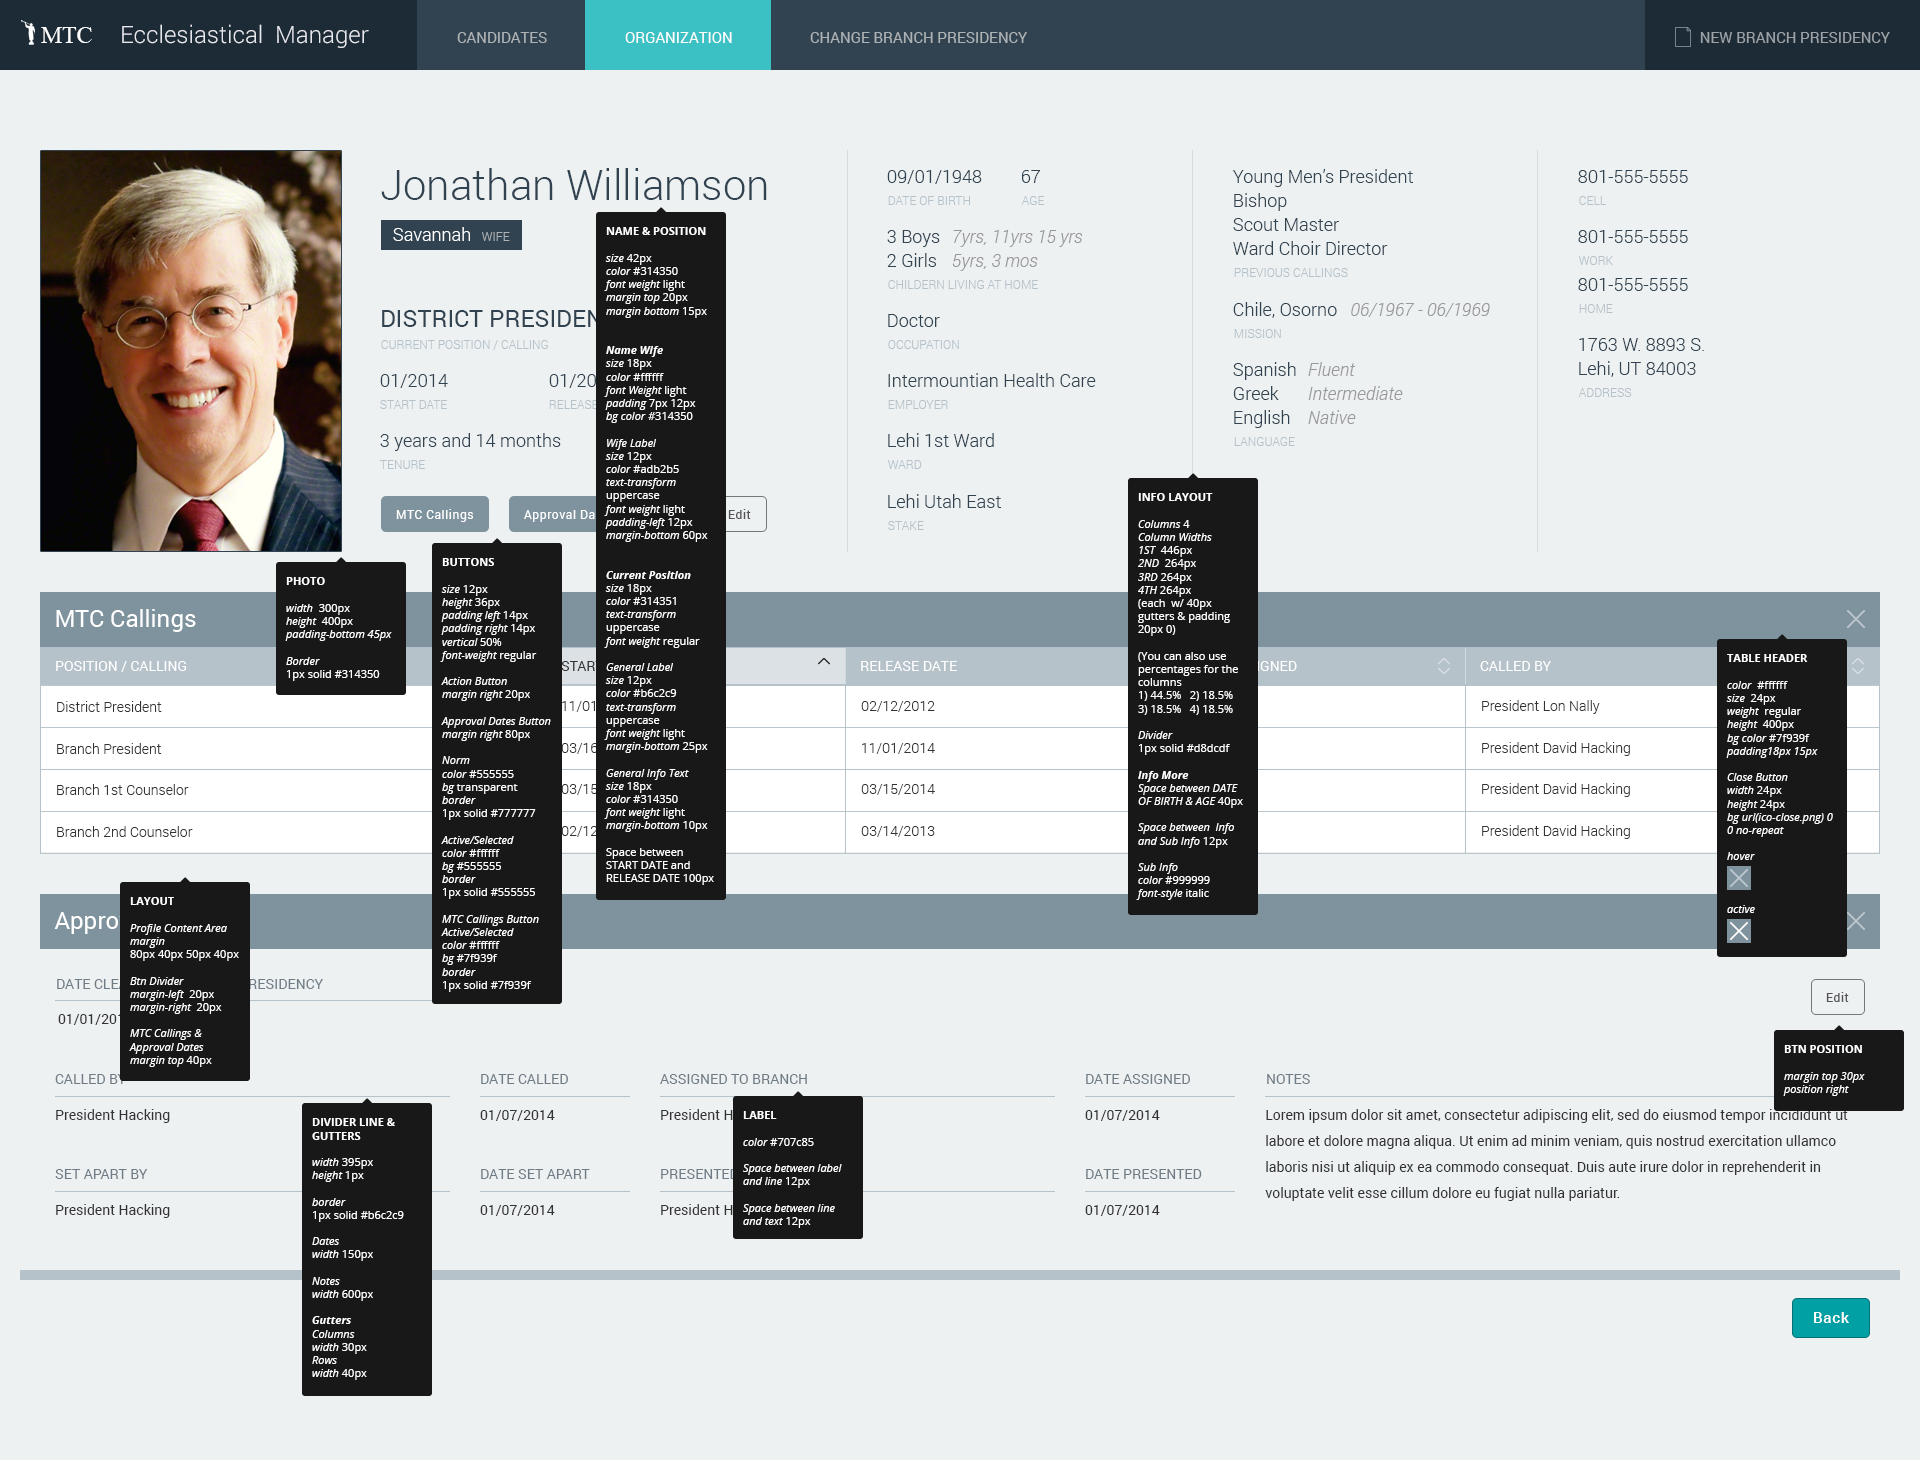 MTC Ecclesiastical Manager
CANDIDATES
ORGANIZATION
CHANGE BRANCH PRESIDENCY
NEW BRANCH PRESIDENCY
Jonathan Williamson
Savannah WIFE
DISTRICT PRESIDEN
CURRENT POSITION / CALLING
01/2014
START DATE
01/20
RELEASE
3 years and 14 months
TENURE
MTC Callings
Approval Da
Edit
09/01/1948
DATE OF BIRTH
67
AGE
3 Boys 7yrs, 11yrs 15 yrs
2 Girls 5yrs, 3 mos
CHILDERN LIVING AT HOME
Doctor
OCCUPATION
Intermountian Health Care
EMPLOYER
Lehi 1st Ward
WARD
Lehi Utah East
STAKE
Young Men's President
Bishop
Scout Master
Ward Choir Director
PREVIOUS CALLINGS
Chile, Osorno 06/1967 - 06/1969
MISSION
Spanish Fluent
Greek Intermediate
English Native
LANGUAGE
801-555-5555
CELL
801-555-5555
WORK
801-555-5555
HOME
1763 W. 8893 S.
Lehi, UT 84003
ADDRESS
NAME & POSITION
size 42px
color #314350
font weight light
margin top 20px
margin bottom 15px
Name Wife
size 18px
color #ffffff
font Weight light
padding 7px 12px
bg color #314350
Wife Label
size 12px
color #adb2b5
text-transform
uppercase
font weight light
padding-left 12px
margin-bottom 60px
Current Position
size 18px
color #314351
text-transform
uppercase
font weight regular
General Label
size 12px
color #b6c2c9
text-transform
uppercase
font weight light
margin-bottom 25px
General Info Text
size 18px
color #314350
font weight light
margin-bottom 10px
Space between
START DATE and
RELEASE DATE 100px
PHOTO
width 300px
height 400px
padding-bottom 45px
Border
1px solid #314350
BUTTONS
size 12px
height 36px
padding left 14px
padding right 14px
vertical 50%
font-weight regular
Action Button
margin right 20px
Approval Dates Button
margin right 80px
Norm
color #555555
bg transparent
border
1px solid #777777
Active/Selected
color #ffffff
bg #555555
border
1px solid #555555
MTC Callings Button
Active/Selected
color #ffffff
bg #7f939f
border
1px solid #7f939f
INFO LAYOUT
Columns 4
Column Widths
1ST 446px
2ND 264px
3RD 264px
4TH 264px
(each w/ 40px
gutters & padding
20px 0)
(You can also use
percentages for the
columns
1) 44.5% 2) 18.5%
3) 18.5% 4) 18.5%
Divider
1px solid #d8dcdf
Info More
Space between DATE
OF BIRTH & AGE 40px
Space between Info
and Sub Info 12px
Sub Info
color #999999
font-style italic
MTC Callings
POSITION / CALLING
STAR
RELEASE DATE
IGNED
CALLED BY
District President 11/01 02/12/2012 President Lon Nally
Branch President 03/16 11/01/2014 President David Hacking
Branch 1st Counselor 03/15 03/15/2014 President David Hacking
Branch 2nd Counselor 02/12 03/14/2013 President David Hacking
TABLE HEADER
color #ffffff
size 24px
weight regular
height 400px
bg color #7f939f
padding18px 15px
Close Button
width 24px
height 24px
bg url(ico-close.png) 0
0 no-repeat
hover
active
LAYOUT
Profile Content Area
margin
80px 40px 50px 40px
Btn Divider
margin-left 20px
margin-right 20px
MTC Callings &
Approval Dates
margin top 40px
Appro
DATE CLE
RESIDENCY
01/01/201
Edit
BTN POSITION
margin top 30px
position right
CALLED BY
President Hacking
DATE CALLED
01/07/2014
ASSIGNED TO BRANCH
President H
DATE ASSIGNED
01/07/2014
NOTES
Lorem ipsum dolor sit amet, consectetur adipiscing elit, sed do eiusmod tempor incididunt ut
labore et dolore magna aliqua. Ut enim ad minim veniam, quis nostrud exercitation ullamco
laboris nisi ut aliquip ex ea commodo consequat. Duis aute irure dolor in reprehenderit in
voluptate velit esse cillum dolore eu fugiat nulla pariatur.
SET APART BY
President Hacking
DATE SET APART
01/07/2014
PRESENTED
President H
DATE PRESENTED
01/07/2014
DIVIDER LINE &
GUTTERS
width 395px
height 1px
border
1px solid #b6c2c9
Dates
width 150px
Notes
width 600px
Gutters
Columns
width 30px
Rows
width 40px
LABEL
color #707c85
Space between label
and line 12px
Space between line
and text 12px
Back